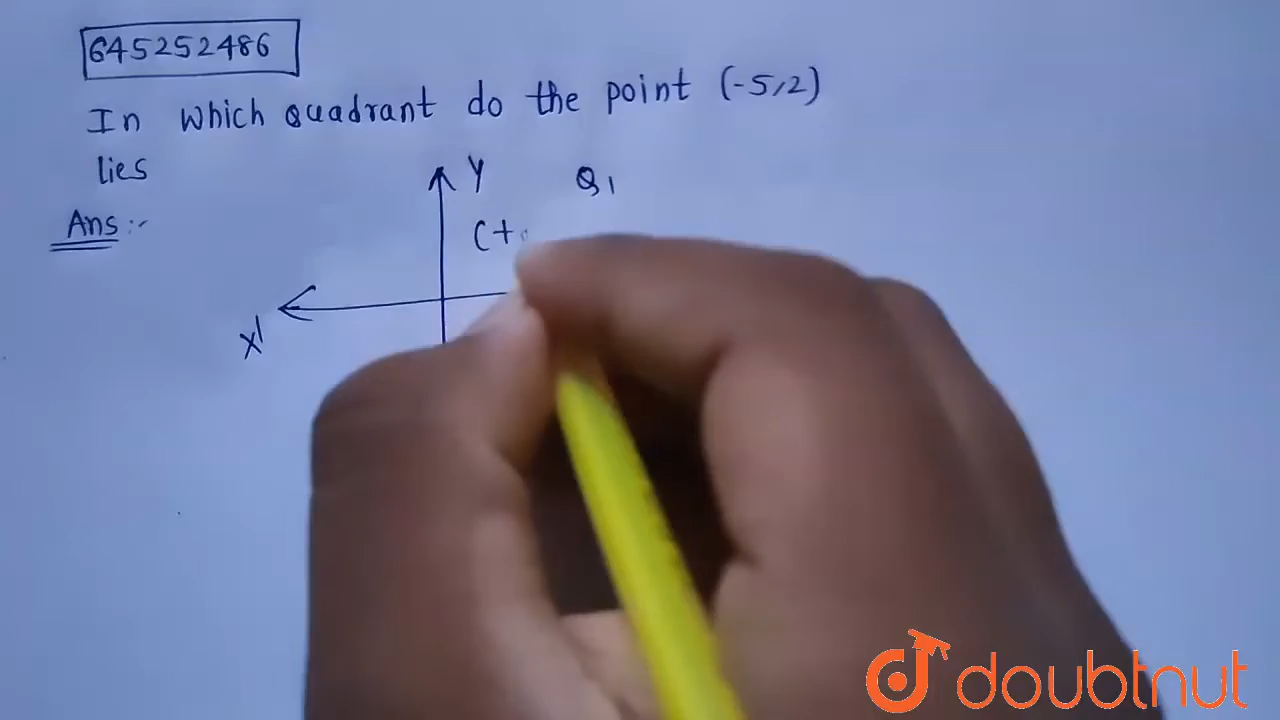 645252486
In which quadrant do the point (-5,2)
lies
Ans :-
Y
Q1
(+,
X'
doubtnut